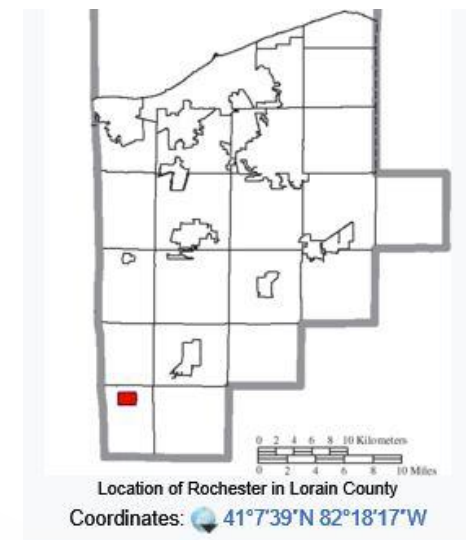 0 2 4 6 8 10 Kilometers
0 2 4 6 8 10 Miles
Location of Rochester in Lorain County
Coordinates: 41°7′39″N 82°18′17″W